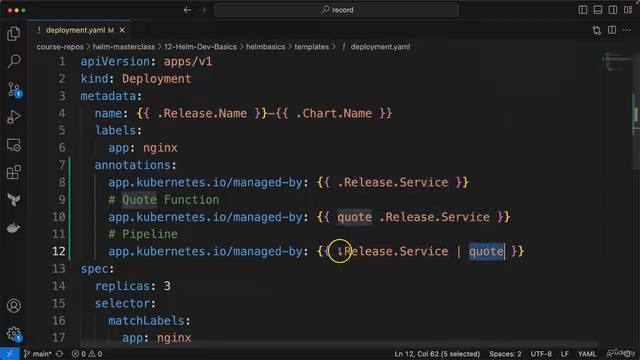 record
deployment.yaml M
course-repos > helm-masterclass > 12-Helm-Dev-Basics > helmbasics > templates > ! deployment.yaml
1 apiVersion: apps/v1
2 kind: Deployment
3 metadata:
4 name: {{ .Release.Name }}-{{ .Chart.Name }}
5 labels:
6 app: nginx
7 annotations:
8 app.kubernetes.io/managed-by: {{ .Release.Service }}
9 # Quote Function
10 app.kubernetes.io/managed-by: {{ quote .Release.Service }}
11 # Pipeline
12 app.kubernetes.io/managed-by: {{ .Release.Service | quote }}
13 spec:
14 replicas: 3
15 selector:
16 matchLabels:
17 app: nginx
main* 0 0 Ln 12, Col 62 (5 selected) Spaces: 2 UTF-8 LF YAML